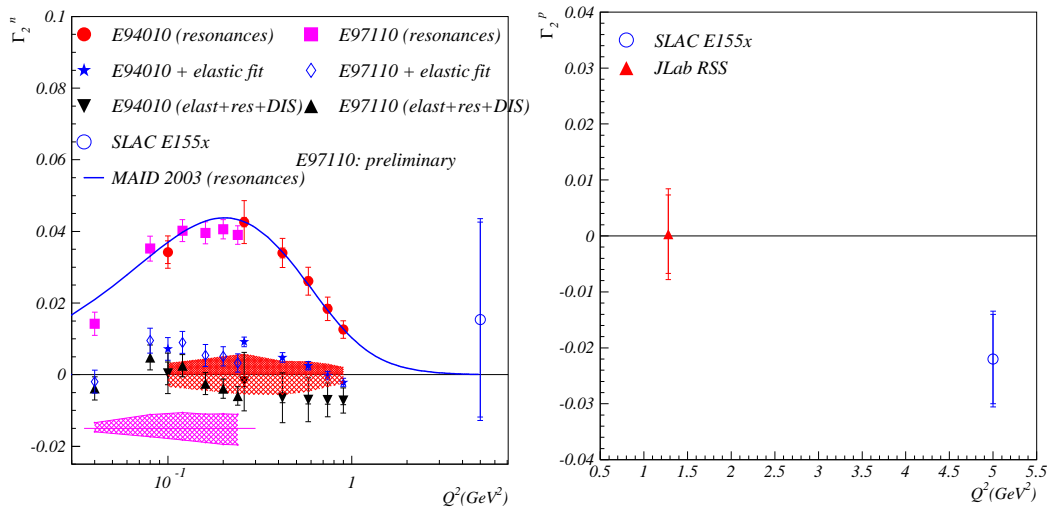 Γ₂ⁿ
0.1
0.08
0.06
0.04
0.02
0
-0.02
E94010 (resonances)
E97110 (resonances)
E94010 + elastic fit
E97110 + elastic fit
E94010 (elast+res+DIS)
E97110 (elast+res+DIS)
SLAC E155x
E97110: preliminary
MAID 2003 (resonances)
10⁻¹
1
Q²(GeV²)
Γ₂ᵖ
0.04
0.03
0.02
0.01
0
-0.01
-0.02
-0.03
-0.04
SLAC E155x
JLab RSS
0.5 1 1.5 2 2.5 3 3.5 4 4.5 5 5.5
Q²(GeV²)